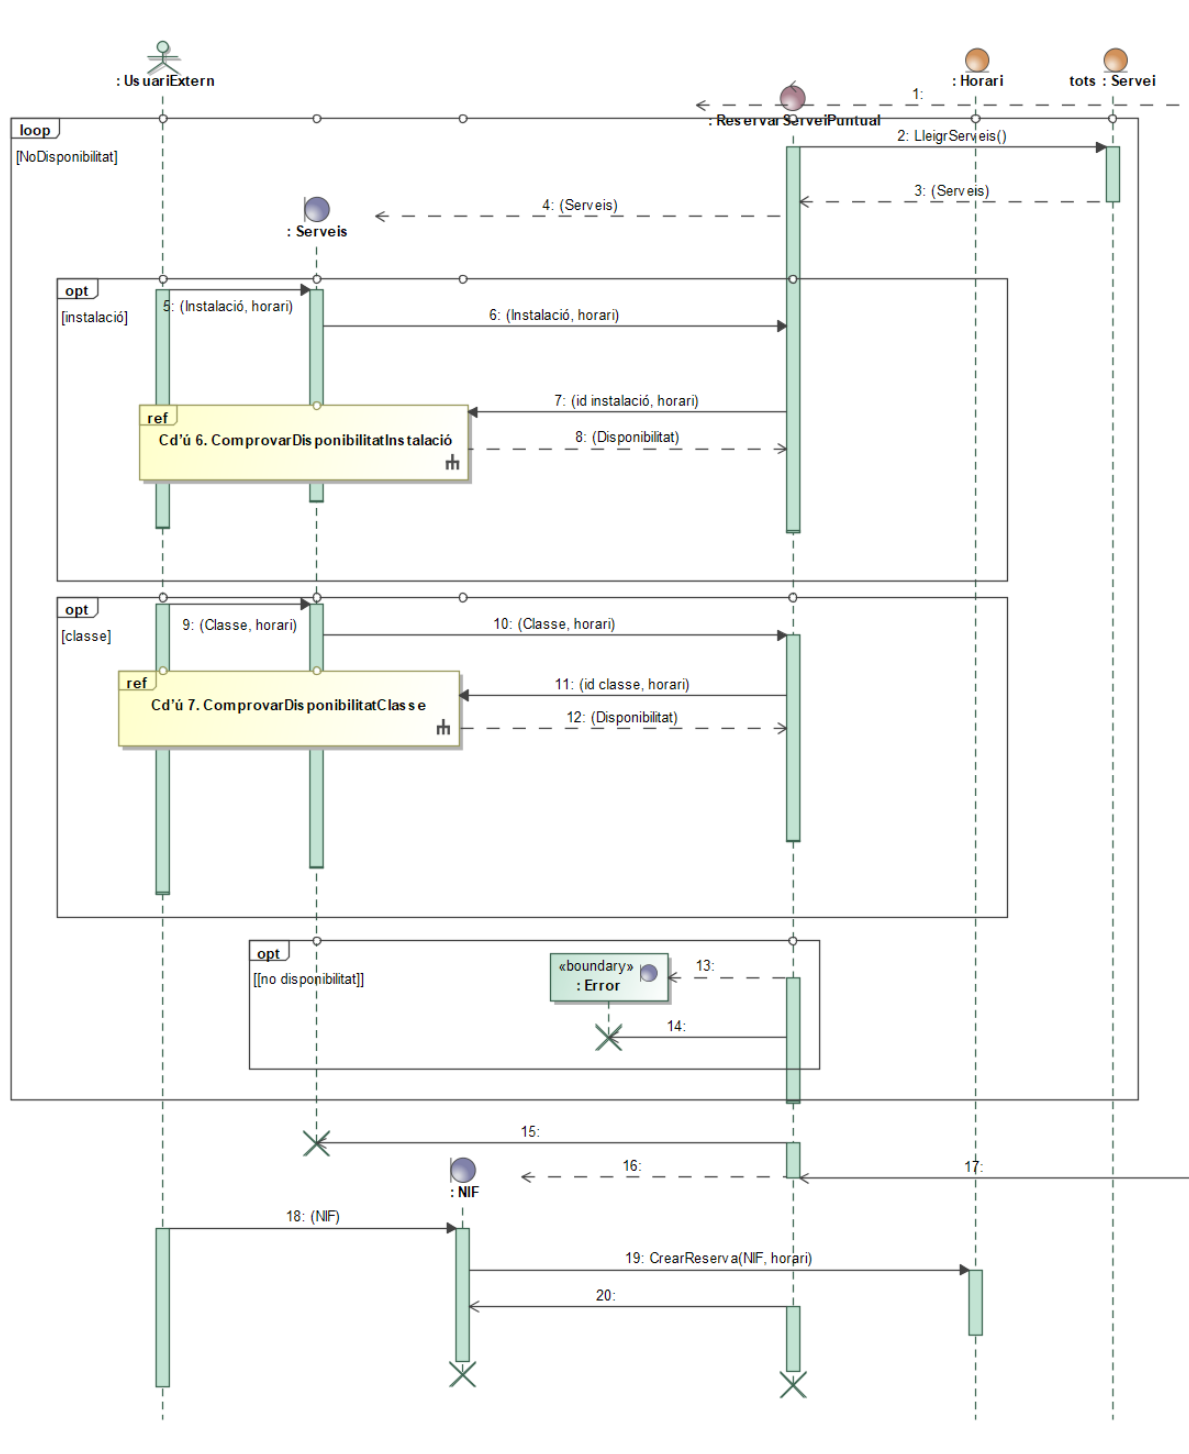 : UsuariExtern
: Horari
tots : Servei
1:
: ReservarServeiPuntual
loop
[NoDisponibilitat]
2: LleigrServeis()
3: (Serveis)
4: (Serveis)
: Serveis
opt
[instalació]
5: (Instalació, horari)
6: (Instalació, horari)
7: (id instalació, horari)
ref
Cd'ú 6. ComprovarDisponibilitatInstalació
8: (Disponibilitat)
opt
[classe]
9: (Classe, horari)
10: (Classe, horari)
11: (id classe, horari)
ref
Cd'ú 7. ComprovarDisponibilitatClasse
12: (Disponibilitat)
opt
[[no disponibilitat]]
«boundary»
: Error
13:
14:
15:
16:
17:
: NIF
18: (NIF)
19: CrearReserva(NIF, horari)
20: